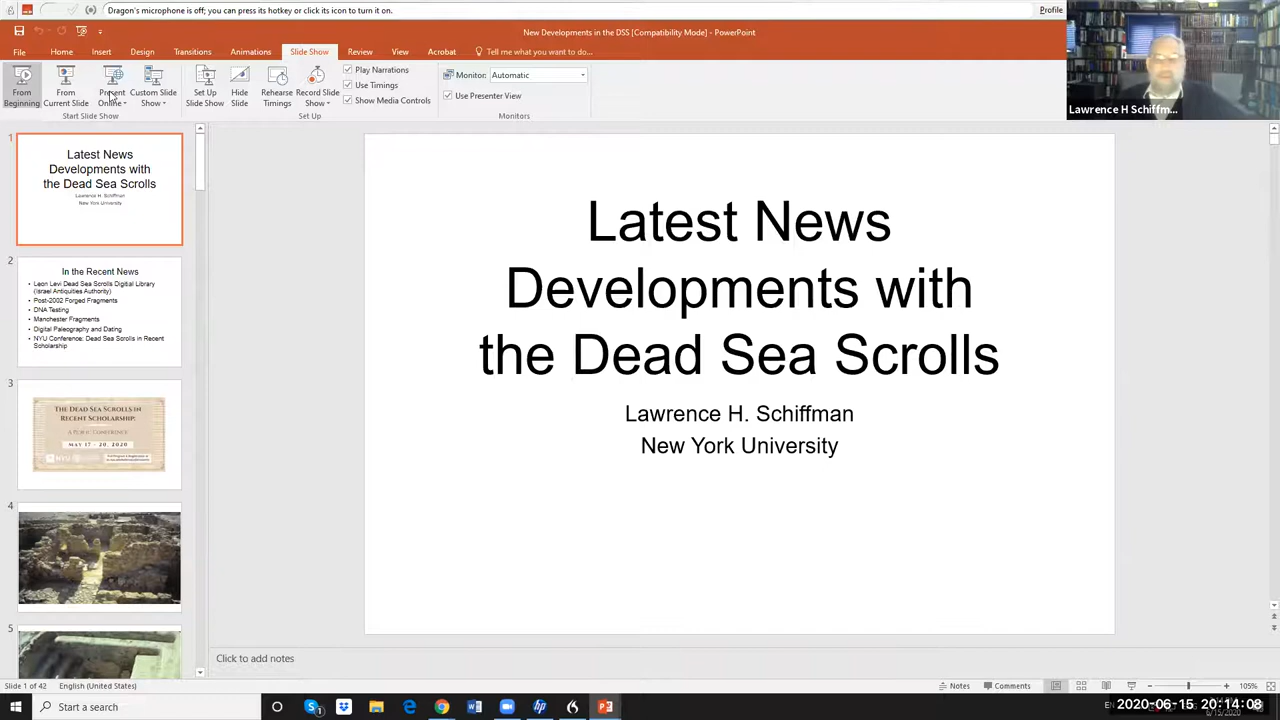 Dragon's microphone is off; you can press its hotkey or click its icon to turn it on.
Profile
New Developments in the DSS [Compatibility Mode] - PowerPoint
File Home Insert Design Transitions Animations Slide Show Review View Acrobat Tell me what you want to do...
From Beginning
From Current Slide
Present Online
Custom Slide Show
Set Up Slide Show
Hide Slide
Rehearse Timings
Record Slide Show
Play Narrations
Use Timings
Show Media Controls
Monitor: Automatic
Use Presenter View
Start Slide Show
Set Up
Monitors
Lawrence H Schiffm...
1
Latest News
Developments with
the Dead Sea Scrolls
Lawrence H. Schiffman
New York University
2
In the Recent News
• Leon Levi Dead Sea Scrolls Digital Library
(Israel Antiquities Authority)
• Post-2002 Forged Fragments
• DNA Testing
• Manchester Fragments
• Digital Paleography and Dating
• NYU Conference: Dead Sea Scrolls in Recent
Scholarship
3
The Dead Sea Scrolls in
Recent Scholarship:
A Public Conference
May 17 - 20, 2020
NYU
4
5
Latest News
Developments with
the Dead Sea Scrolls
Lawrence H. Schiffman
New York University
Click to add notes
Slide 1 of 42 English (United States)
Notes Comments 105%
Start a search
2020-06-15 20:14:08